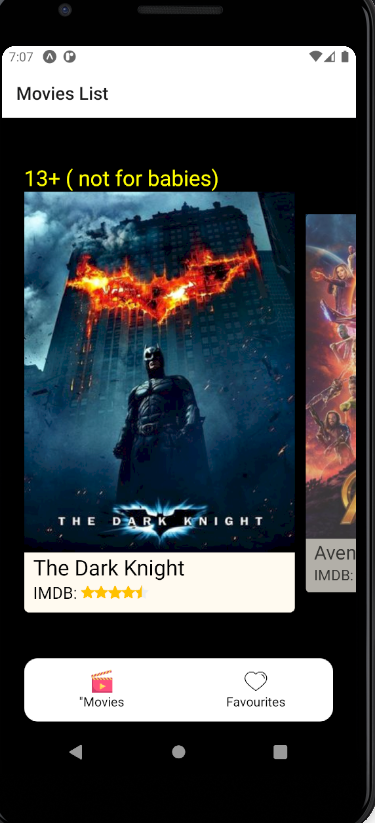 7:07
Movies List
13+ ( not for babies)
THE DARK KNIGHT
The Dark Knight
IMDB:
Aven
IMDB:
"Movies
Favourites